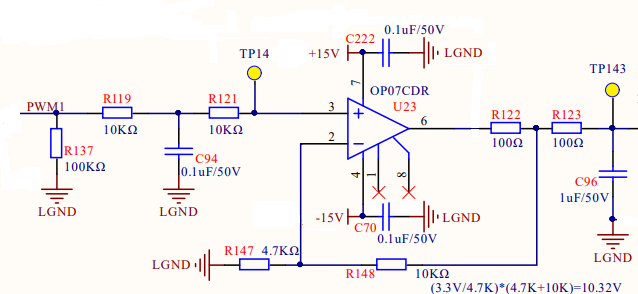 C222
0.1uF/50V
+15V
LGND
TP14
TP143
7
OP07CDR
U23
PWM1
R119
R121
3
6
R122
R123
10KΩ
10KΩ
2
100Ω
100Ω
R137
100KΩ
C94
0.1uF/50V
4
1
8
C96
1uF/50V
LGND
LGND
-15V
C70
LGND
0.1uF/50V
LGND
R147
4.7KΩ
LGND
R148
10KΩ
(3.3V/4.7K)*(4.7K+10K)=10.32V